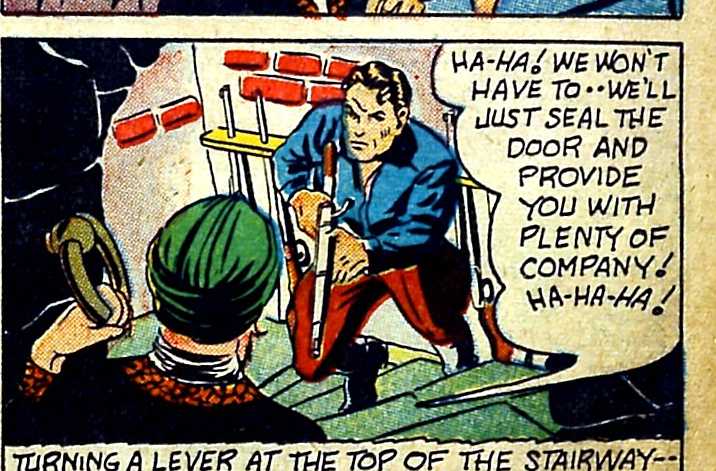 HA-HA! WE WON'T
HAVE TO..WE'LL
JUST SEAL THE
DOOR AND
PROVIDE
YOU WITH
PLENTY OF
COMPANY!
HA-HA-HA!
TURNING A LEVER AT THE TOP OF THE STAIRWAY--